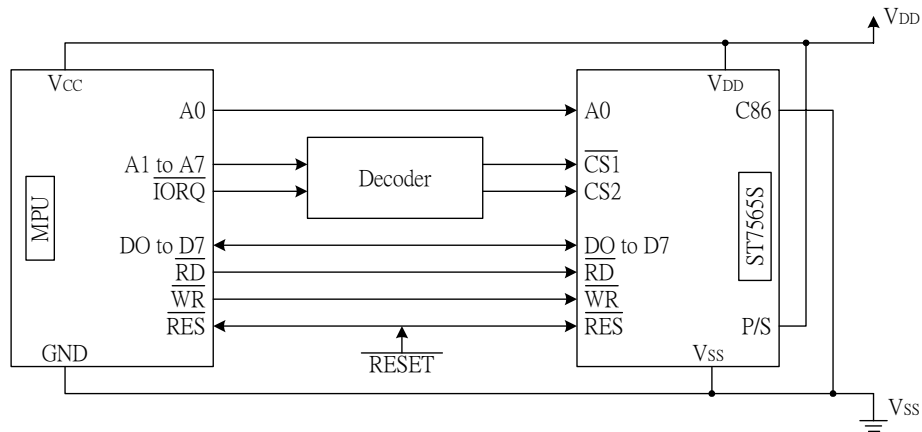 VDD
VCC
VDD
A0
A0
C86
A1 to A7
Decoder
CS1
IORQ
CS2
MPU
ST7565S
DO to D7
DO to D7
RD
RD
WR
WR
RES
RES
P/S
RESET
GND
VSS
VSS